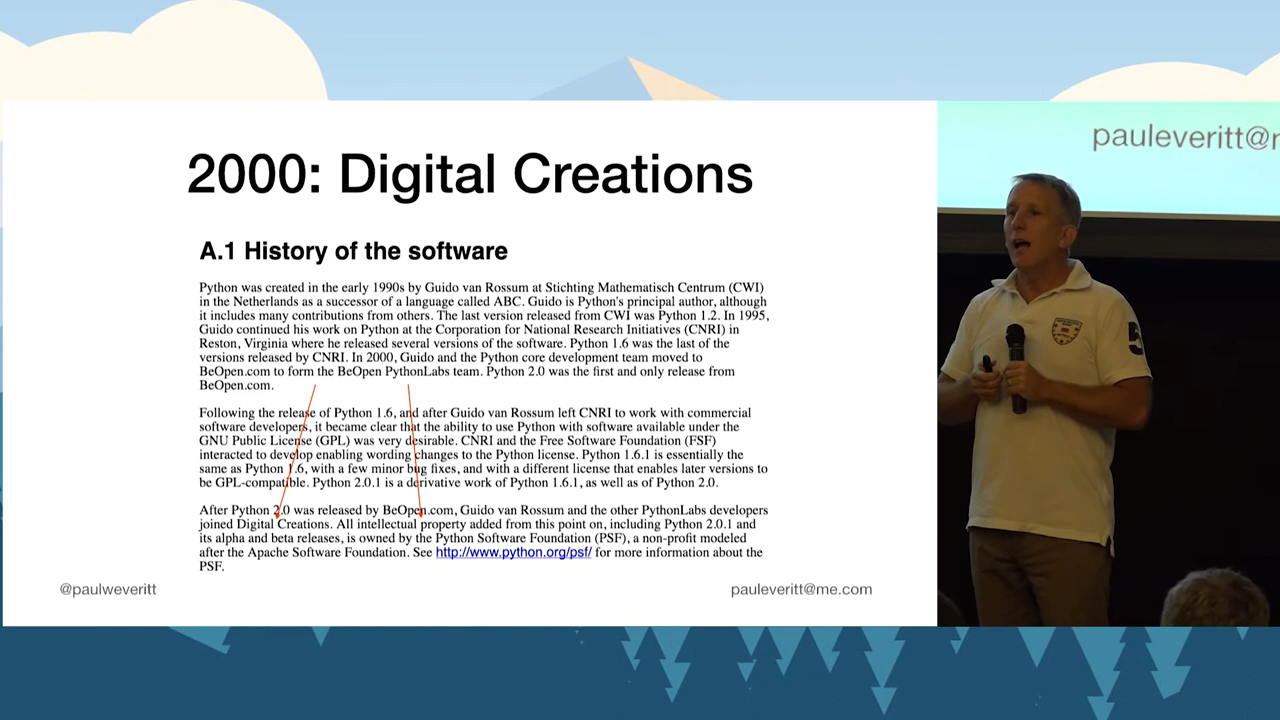 2000: Digital Creations
A.1 History of the software
Python was created in the early 1990s by Guido van Rossum at Stichting Mathematisch Centrum (CWI)
in the Netherlands as a successor of a language called ABC. Guido is Python's principal author, although
it includes many contributions from others. The last version released from CWI was Python 1.2. In 1995,
Guido continued his work on Python at the Corporation for National Research Initiatives (CNRI) in
Reston, Virginia where he released several versions of the software. Python 1.6 was the last of the
versions released by CNRI. In 2000, Guido and the Python core development team moved to
BeOpen.com to form the BeOpen PythonLabs team. Python 2.0 was the first and only release from
BeOpen.com.
Following the release of Python 1.6, and after Guido van Rossum left CNRI to work with commercial
software developers, it became clear that the ability to use Python with software available under the
GNU Public License (GPL) was very desirable. CNRI and the Free Software Foundation (FSF)
interacted to develop enabling wording changes to the Python license. Python 1.6.1 is essentially the
same as Python 1.6, with a few minor bug fixes, and with a different license that enables later versions to
be GPL-compatible. Python 2.0.1 is a derivative work of Python 1.6.1, as well as of Python 2.0.
After Python 2.0 was released by BeOpen.com, Guido van Rossum and the other PythonLabs developers
joined Digital Creations. All intellectual property added from this point on, including Python 2.0.1 and
its alpha and beta releases, is owned by the Python Software Foundation (PSF), a non-profit modeled
after the Apache Software Foundation. See http://www.python.org/psf/ for more information about the
PSF.
@paulweveritt
paulveritt@me.com
pauleveritt@
5